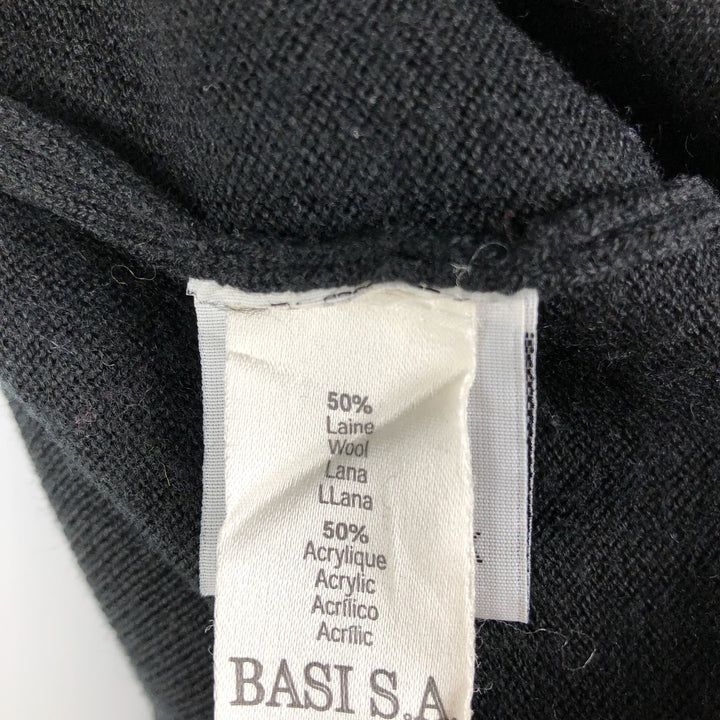 50%
Laine
Wool
Lana
LLana
50%
Acrylique
Acrylic
Acrílico
Acrílic
BASI S.A.